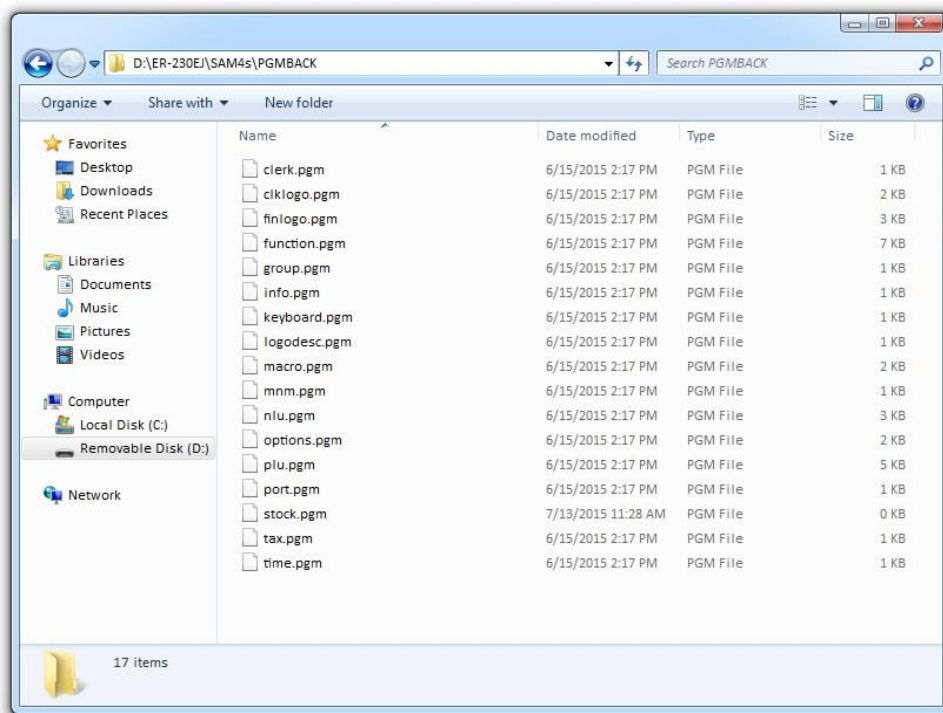 D:\ER-230EJ\SAM4s\PGMBACK
Search PGMBACK
Organize Share with New folder
Favorites
Desktop
Downloads
Recent Places
Libraries
Documents
Music
Pictures
Videos
Computer
Local Disk (C:)
Removable Disk (D:)
Network
Name Date modified Type Size
clerk.pgm 6/15/2015 2:17 PM PGM File 1 KB
clklogo.pgm 6/15/2015 2:17 PM PGM File 2 KB
finlogo.pgm 6/15/2015 2:17 PM PGM File 3 KB
function.pgm 6/15/2015 2:17 PM PGM File 7 KB
group.pgm 6/15/2015 2:17 PM PGM File 1 KB
info.pgm 6/15/2015 2:17 PM PGM File 1 KB
keyboard.pgm 6/15/2015 2:17 PM PGM File 1 KB
logodesc.pgm 6/15/2015 2:17 PM PGM File 1 KB
macro.pgm 6/15/2015 2:17 PM PGM File 2 KB
mnm.pgm 6/15/2015 2:17 PM PGM File 1 KB
nlu.pgm 6/15/2015 2:17 PM PGM File 3 KB
options.pgm 6/15/2015 2:17 PM PGM File 2 KB
plu.pgm 6/15/2015 2:17 PM PGM File 5 KB
port.pgm 6/15/2015 2:17 PM PGM File 1 KB
stock.pgm 7/13/2015 11:28 AM PGM File 0 KB
tax.pgm 6/15/2015 2:17 PM PGM File 1 KB
time.pgm 6/15/2015 2:17 PM PGM File 1 KB
17 items